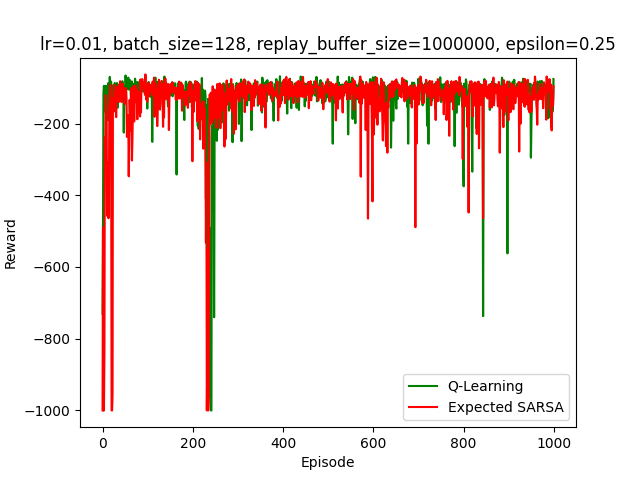 lr=0.01, batch_size=128, replay_buffer_size=1000000, epsilon=0.25
Reward
−200
−400
−600
−800
−1000
0
200
400
600
800
1000
Episode
Q-Learning
Expected SARSA